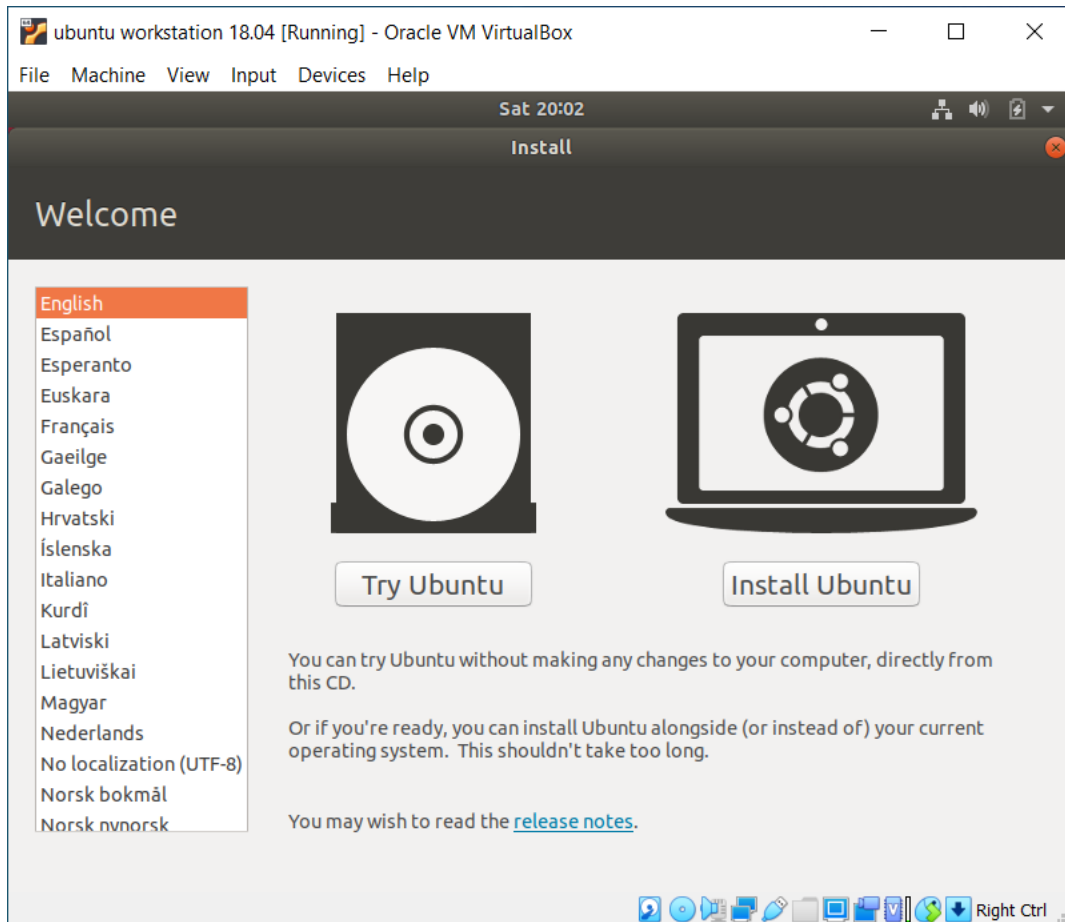 ubuntu workstation 18.04 [Running] - Oracle VM VirtualBox
File Machine View Input Devices Help
Sat 20:02
Install
Welcome
English
Español
Esperanto
Euskara
Français
Gaeilge
Galego
Hrvatski
Íslenska
Italiano
Kurdî
Latviski
Lietuviškai
Magyar
Nederlands
No localization (UTF-8)
Norsk bokmål
Norsk nynorsk
Try Ubuntu
Install Ubuntu
You can try Ubuntu without making any changes to your computer, directly from
this CD.
Or if you're ready, you can install Ubuntu alongside (or instead of) your current
operating system. This shouldn't take too long.
You may wish to read the release notes.
Right Ctrl